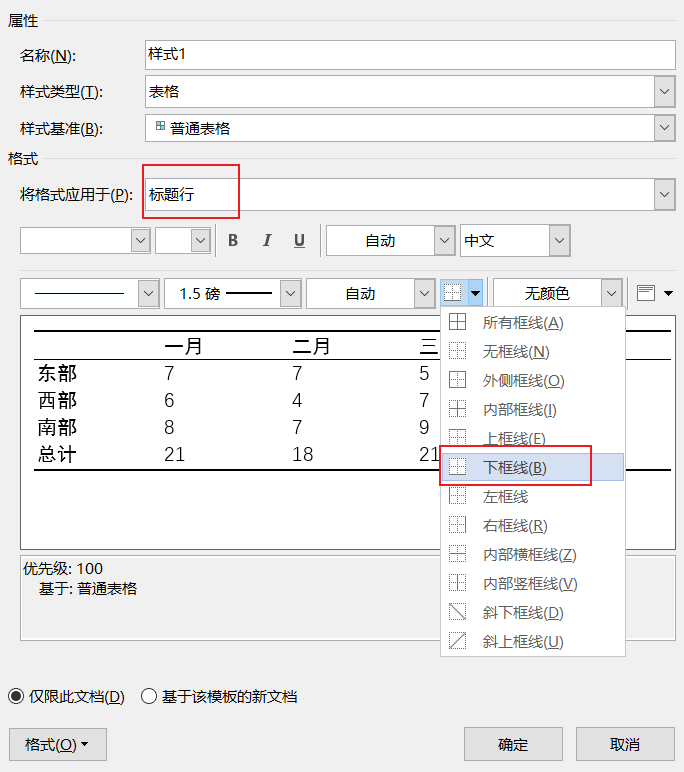 属性
名称(N): 样式1
样式类型(T): 表格
样式基准(B): 普通表格
格式
将格式应用于(P): 标题行
B I U 自动 中文
1.5 磅 自动 无颜色
所有框线(A)
无框线(N)
外侧框线(O)
内部框线(I)
上框线(E)
下框线(B)
左框线
右框线(R)
内部横框线(Z)
内部竖框线(V)
斜下框线(D)
斜上框线(U)
一月 二月 三
东部 7 7 5
西部 6 4 7
南部 8 7 9
总计 21 18 21
优先级: 100
基于: 普通表格
仅限此文档(D) 基于该模板的新文档
格式(O) 确定 取消